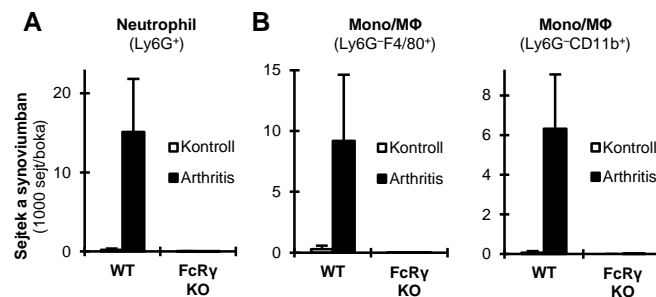 A
Neutrophil
(Ly6G⁺)
Sejtek a synoviumban
(1000 sejt/boka)
20
10
0
Kontroll
Arthritis
WT
FcRγ
KO
B
Mono/MΦ
(Ly6G⁻F4/80⁺)
15
10
5
0
Kontroll
Arthritis
WT
FcRγ
KO
Mono/MΦ
(Ly6G⁻CD11b⁺)
8
6
4
2
0
Kontroll
Arthritis
WT
FcRγ
KO